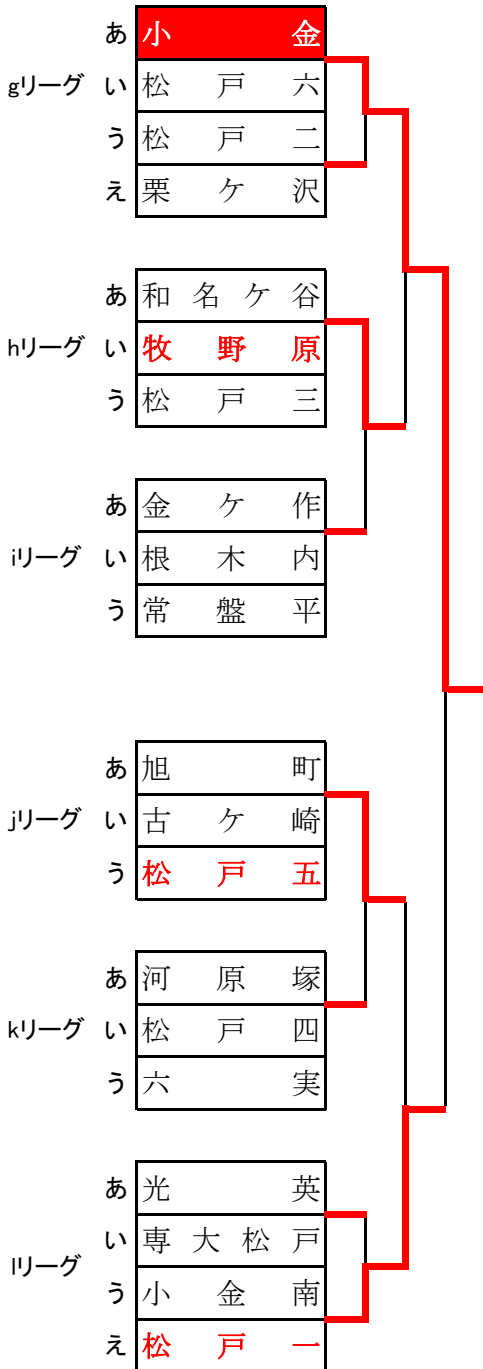 あ 小金
gリーグ い 松戸六
う 松戸二
え 栗ケ沢
あ 和名ケ谷
hリーグ い 牧野原
う 松戸三
あ 金ケ作
iリーグ い 根木内
う 常盤平
あ 旭町
jリーグ い 古ケ崎
う 松戸五
あ 河原塚
kリーグ い 松戸四
う 六実
あ 光英
い 専大松戸
lリーグ
う 小金南
え 松戸一